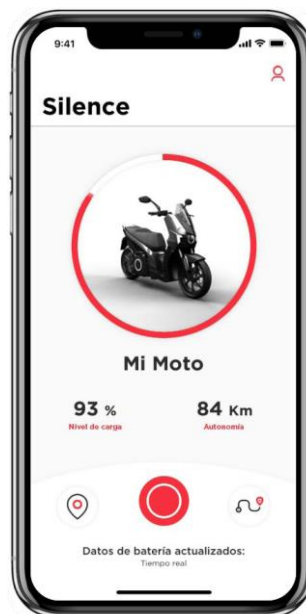 9:41
Silence
Mi Moto
93 % 84 Km
Nivel de carga Autonomía
Datos de batería actualizados:
Tiempo real